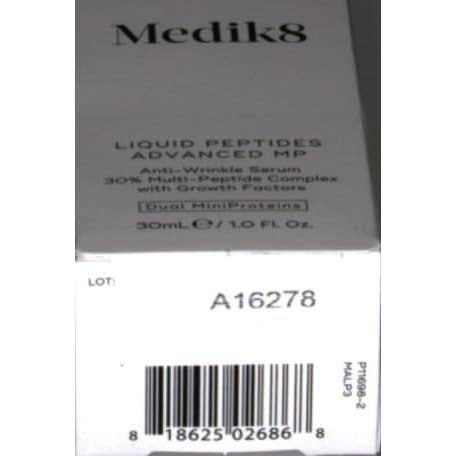 Medik8
LIQUID PEPTIDES
ADVANCED MP
Anti-Wrinkle Serum
30% Multi-Peptide Complex
with Growth Factors
Dual MiniProteins
30mL℮/1.0 Fl. Oz.
LOT:
A16278
P11698-2
MALP3
8 18625 02686 8